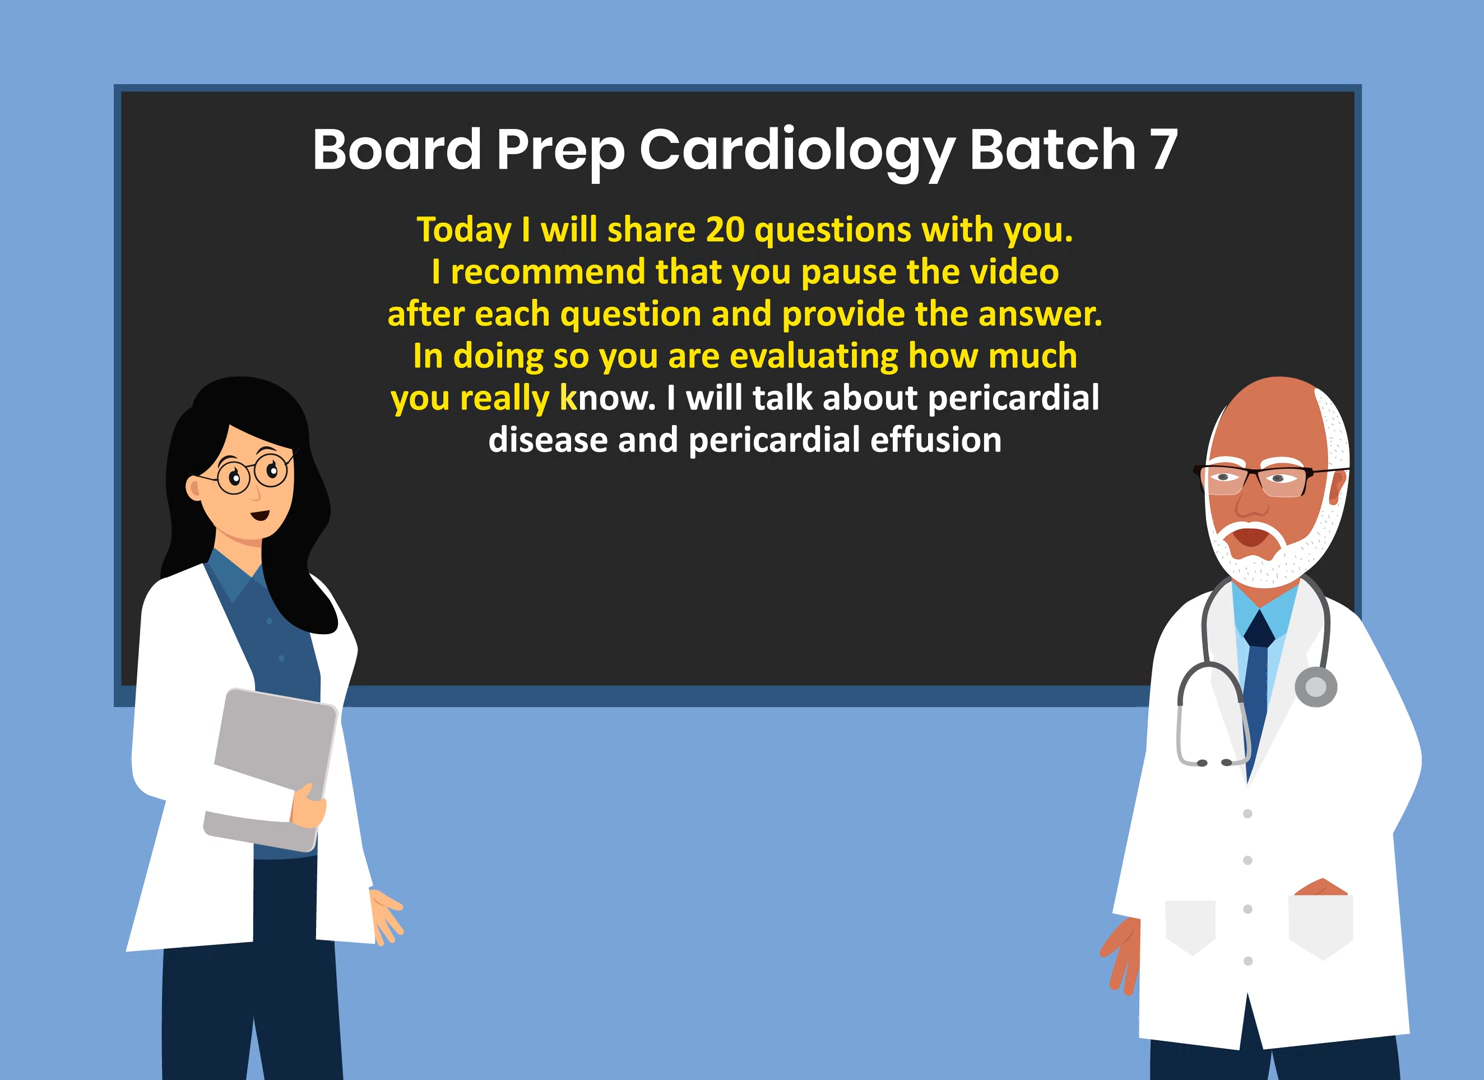 Board Prep Cardiology Batch 7
Today I will share 20 questions with you.
I recommend that you pause the video
after each question and provide the answer.
In doing so you are evaluating how much
you really know. I will talk about pericardial
disease and pericardial effusion